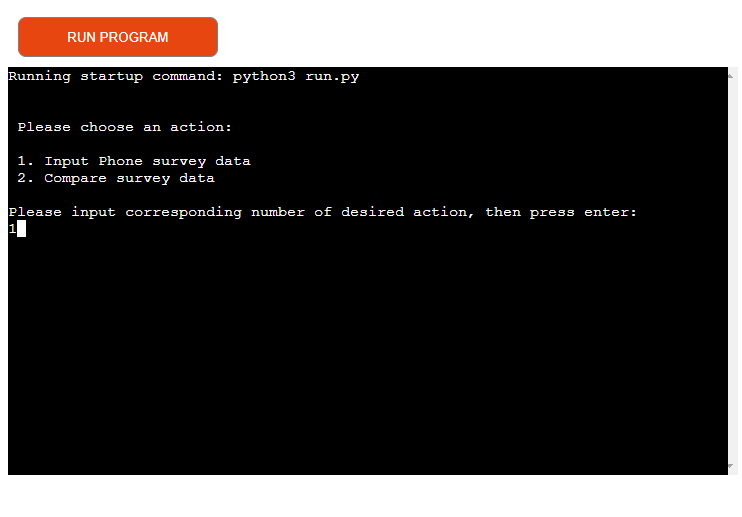 RUN PROGRAM
Running startup command: python3 run.py
Please choose an action:
1. Input Phone survey data
2. Compare survey data
Please input corresponding number of desired action, then press enter:
1